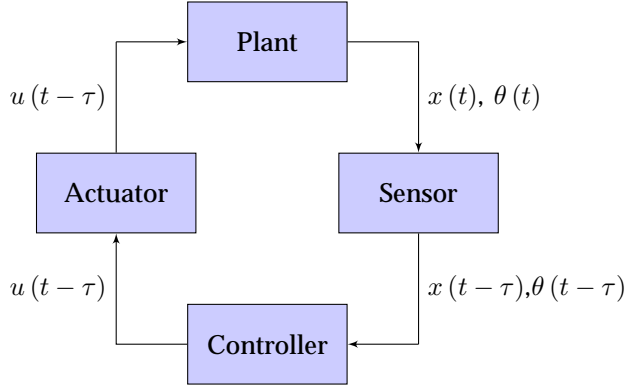 Plant
u (t − τ)
x (t), θ (t)
Actuator
Sensor
u (t − τ)
x (t − τ),θ (t − τ)
Controller